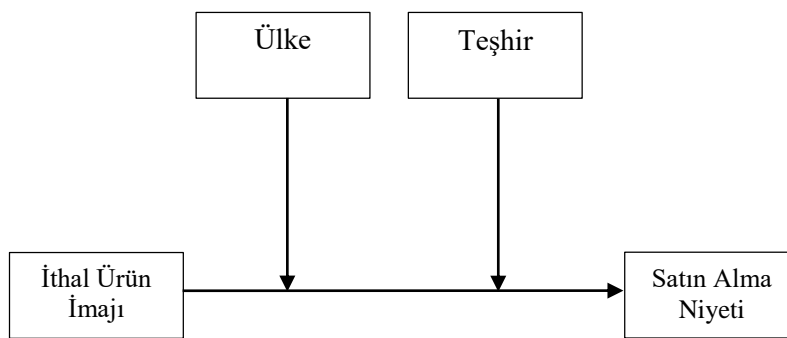 Ülke
Teşhir
İthal Ürün
İmajı
Satın Alma
Niyeti